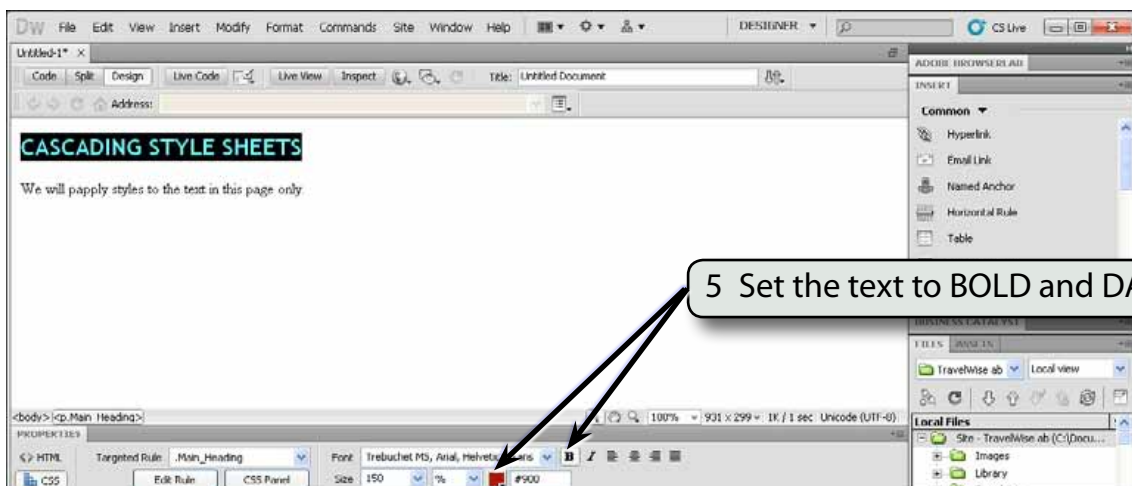 Dw File Edit View Insert Modify Format Commands Site Window Help DESIGNER CS Live
Untitled-1* ×
ADOBE BROWSERLAB
Code Split Design Live Code Live View Inspect Title: Untitled Document
INSERT
Address:
Common
Hyperlink
CASCADING STYLE SHEETS
Email Link
We will papply styles to the text in this page only
Named Anchor
Horizontal Rule
Table
5 Set the text to BOLD and DA
BUSINESS CATALYST
FILES ASSETS
TravelWise ab Local view
<body> <p.Main_Heading> 100% 931 x 299 1K / 1 sec Unicode (UTF-8)
Local Files
PROPERTIES
Site - TravelWise ab (C:\Docu...
<> HTML Targeted Rule .Main_Heading Font Trebuchet MS, Arial, Helvetica, sans B I
Images
CSS Edit Rule CSS Panel Size 150 % #900
Library